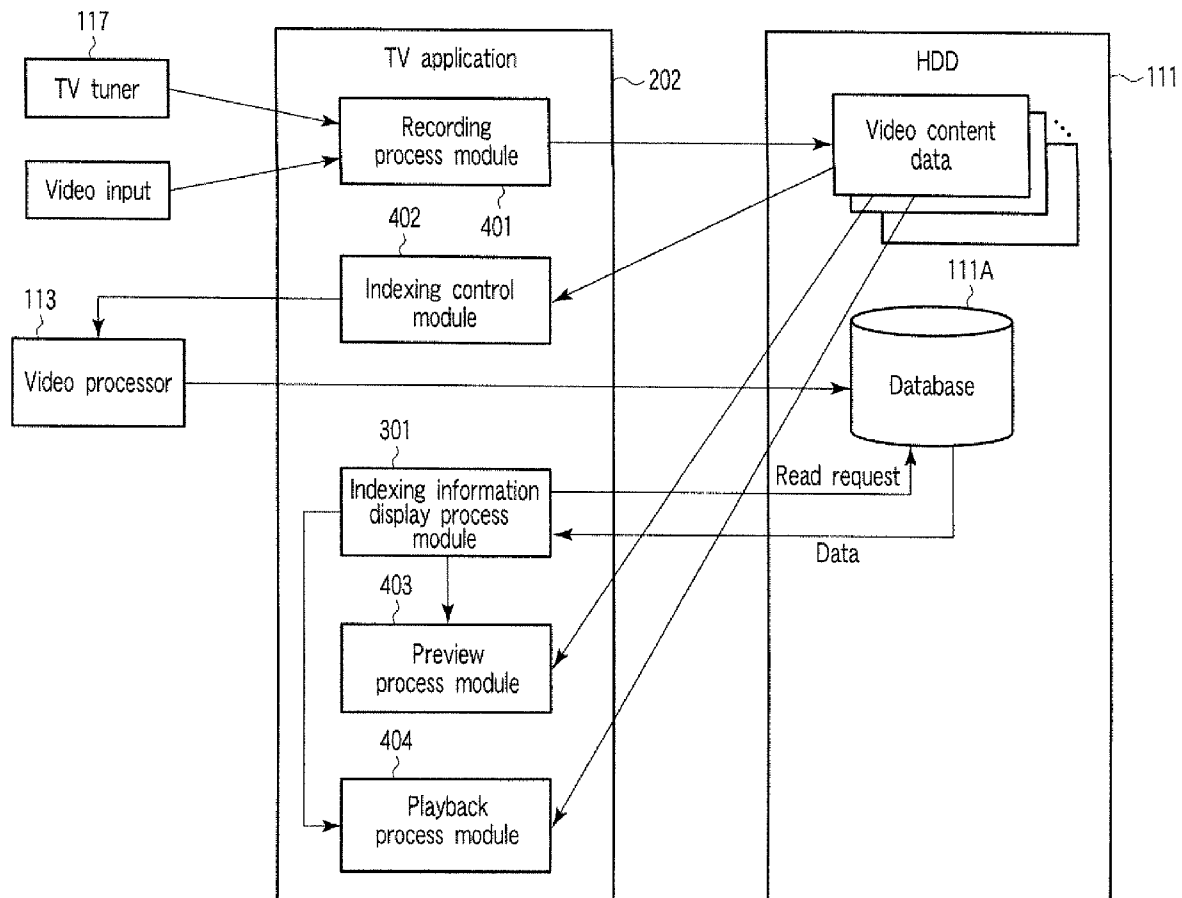 117
TV tuner
Video input
TV application
202
Recording
process module
401
402
Indexing control
module
113
Video processor
301
Indexing information
display process
module
403
Preview
process module
404
Playback
process module
HDD
111
Video content
data
111A
Database
Read request
Data